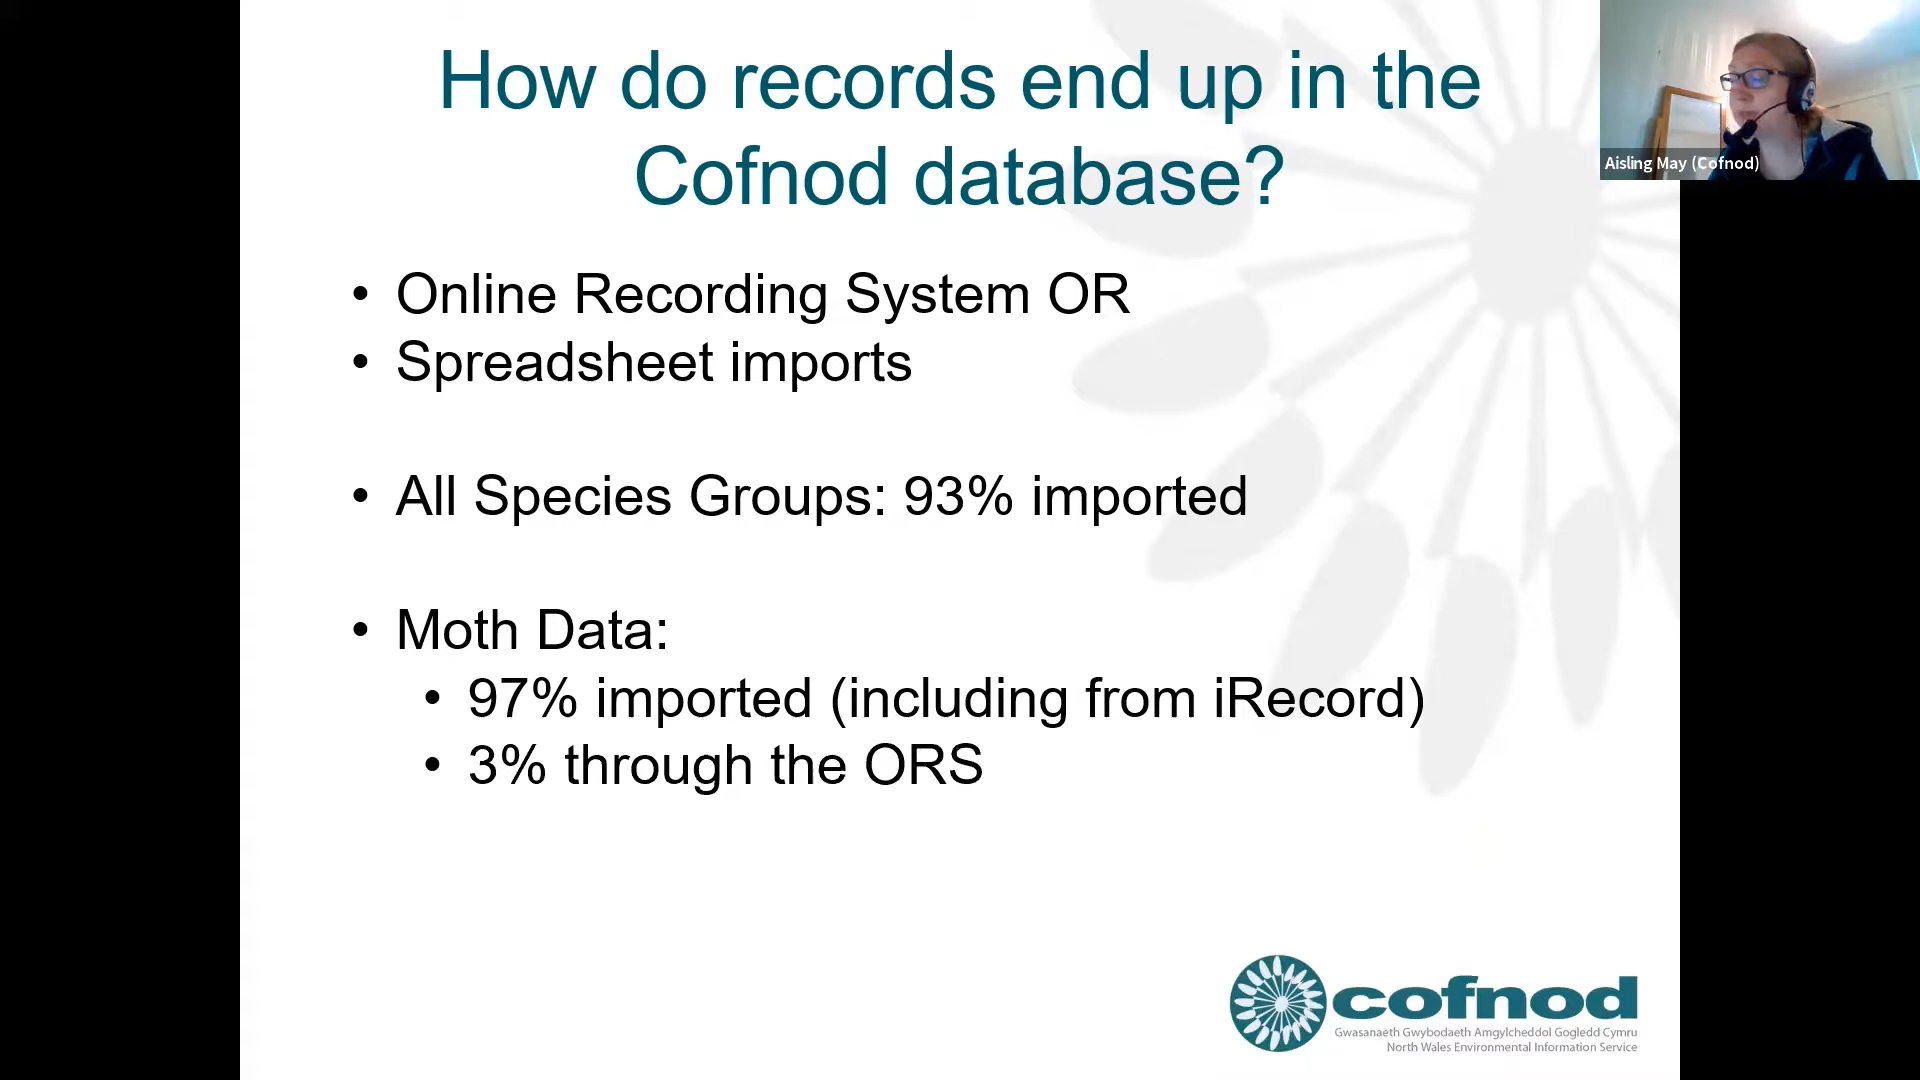 How do records end up in the
Cofnod database?
• Online Recording System OR
• Spreadsheet imports
• All Species Groups: 93% imported
• Moth Data:
• 97% imported (including from iRecord)
• 3% through the ORS
Aisling May (Cofnod)
cofnod
Gwasanaeth Gwybodaeth Amgylcheddol Gogledd Cymru
North Wales Environmental Information Service